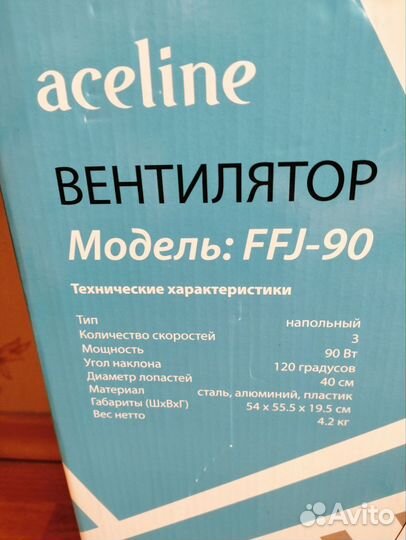 aceline
ВЕНТИЛЯТОР
Модель: FFJ-90
Технические характеристики
Тип напольный
Количество скоростей 3
Мощность 90 Вт
Угол наклона 120 градусов
Диаметр лопастей 40 см
Материал сталь, алюминий, пластик
Габариты (ШхВхГ) 54 х 55.5 х 19.5 см
Вес нетто 4.2 кг
Avito